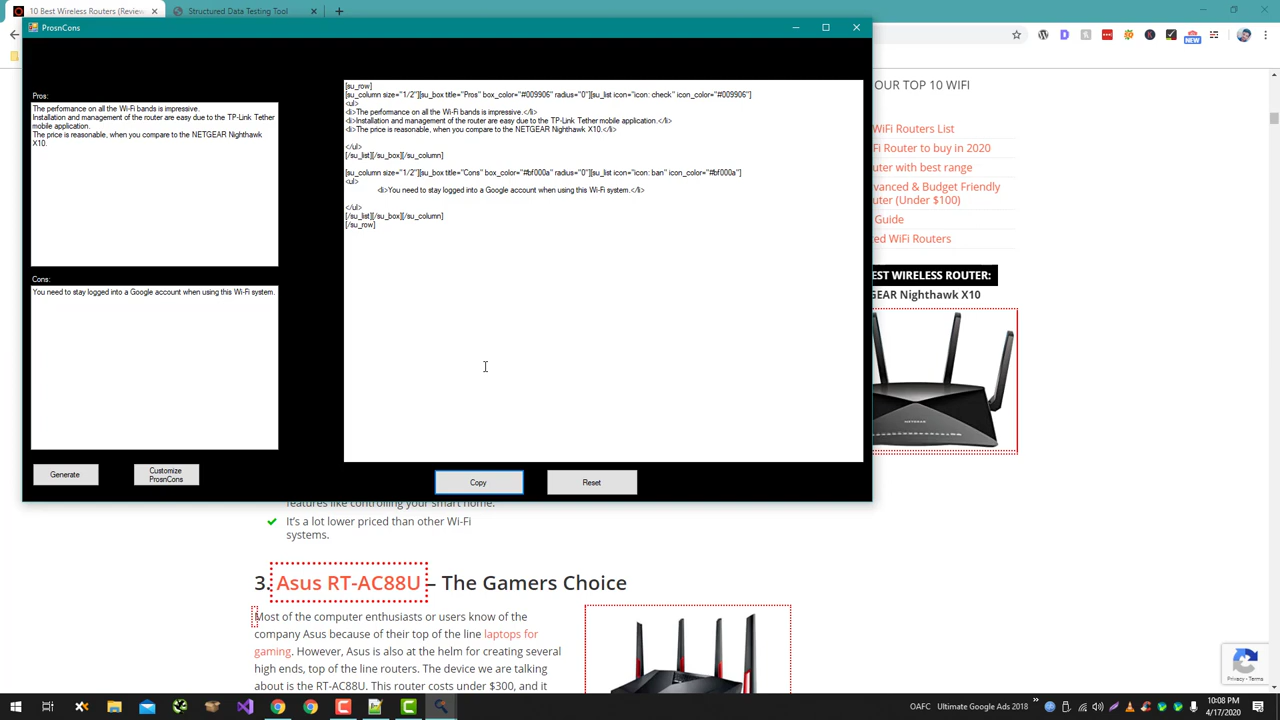 10 Best Wireless Routers (Review
Structured Data Testing Tool
ProsnCons
NEW
Pros:
The performance on all the Wi-Fi bands is impressive.
Installation and management of the router are easy due to the TP-Link Tether
mobile application.
The price is reasonable, when you compare to the NETGEAR Nighthawk
X10.
Cons:
You need to stay logged into a Google account when using this Wi-Fi system.
Generate
Customize
ProsnCons
[su_row]
[su_column size="1/2"][su_box title="Pros" box_color="#009906" radius="0"][su_list icon="icon: check" icon_color="#009906"]
<ul>
<li>The performance on all the Wi-Fi bands is impressive.</li>
<li>Installation and management of the router are easy due to the TP-Link Tether mobile application.</li>
<li>The price is reasonable, when you compare to the NETGEAR Nighthawk X10.</li>
</ul>
[/su_list][/su_box][/su_column]
[su_column size="1/2"][su_box title="Cons" box_color="#bf000a" radius="0"][su_list icon="icon: ban" icon_color="#bf000a"]
<ul>
<li>You need to stay logged into a Google account when using this Wi-Fi system.</li>
</ul>
[/su_list][/su_box][/su_column]
[/su_row]
Copy
Reset
OUR TOP 10 WIFI
WiFi Routers List
Fi Router to buy in 2020
uter with best range
vanced & Budget Friendly
uter (Under $100)
Guide
ted WiFi Routers
EST WIRELESS ROUTER:
GEAR Nighthawk X10
NETGEAR
features like controlling your smart home.
It's a lot lower priced than other Wi-Fi
systems.
3. Asus RT-AC88U – The Gamers Choice
Most of the computer enthusiasts or users know of the
company Asus because of their top of the line laptops for
gaming. However, Asus is also at the helm for creating several
high ends, top of the line routers. The device we are talking
about is the RT-AC88U. This router costs under $300, and it
Privacy - Terms
OAFC
Ultimate Google Ads 2018
10:08 PM
4/17/2020